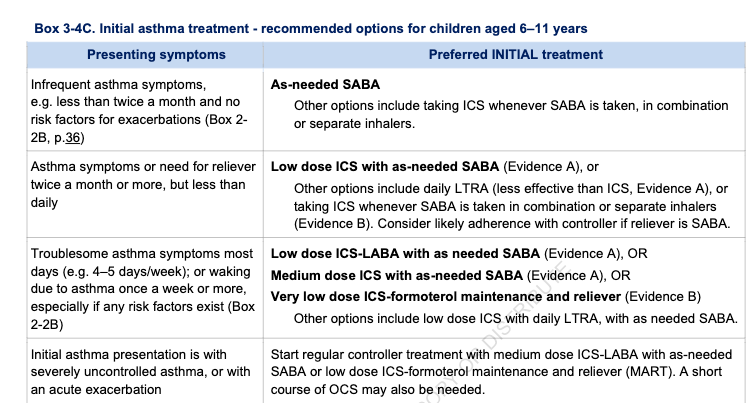 Box 3-4C. Initial asthma treatment - recommended options for children aged 6–11 years
Presenting symptoms
Preferred INITIAL treatment
Infrequent asthma symptoms,
e.g. less than twice a month and no
risk factors for exacerbations (Box 2-
2B, p.36)
As-needed SABA
Other options include taking ICS whenever SABA is taken, in combination
or separate inhalers.
Asthma symptoms or need for reliever
twice a month or more, but less than
daily
Low dose ICS with as-needed SABA (Evidence A), or
Other options include daily LTRA (less effective than ICS, Evidence A), or
taking ICS whenever SABA is taken in combination or separate inhalers
(Evidence B). Consider likely adherence with controller if reliever is SABA.
Troublesome asthma symptoms most
days (e.g. 4–5 days/week); or waking
due to asthma once a week or more,
especially if any risk factors exist (Box
2-2B)
Low dose ICS-LABA with as needed SABA (Evidence A), OR
Medium dose ICS with as-needed SABA (Evidence A), OR
Very low dose ICS-formoterol maintenance and reliever (Evidence B)
Other options include low dose ICS with daily LTRA, with as needed SABA.
Initial asthma presentation is with
severely uncontrolled asthma, or with
an acute exacerbation
Start regular controller treatment with medium dose ICS-LABA with as-needed
SABA or low dose ICS-formoterol maintenance and reliever (MART). A short
course of OCS may also be needed.
OR DISTRIBUTE